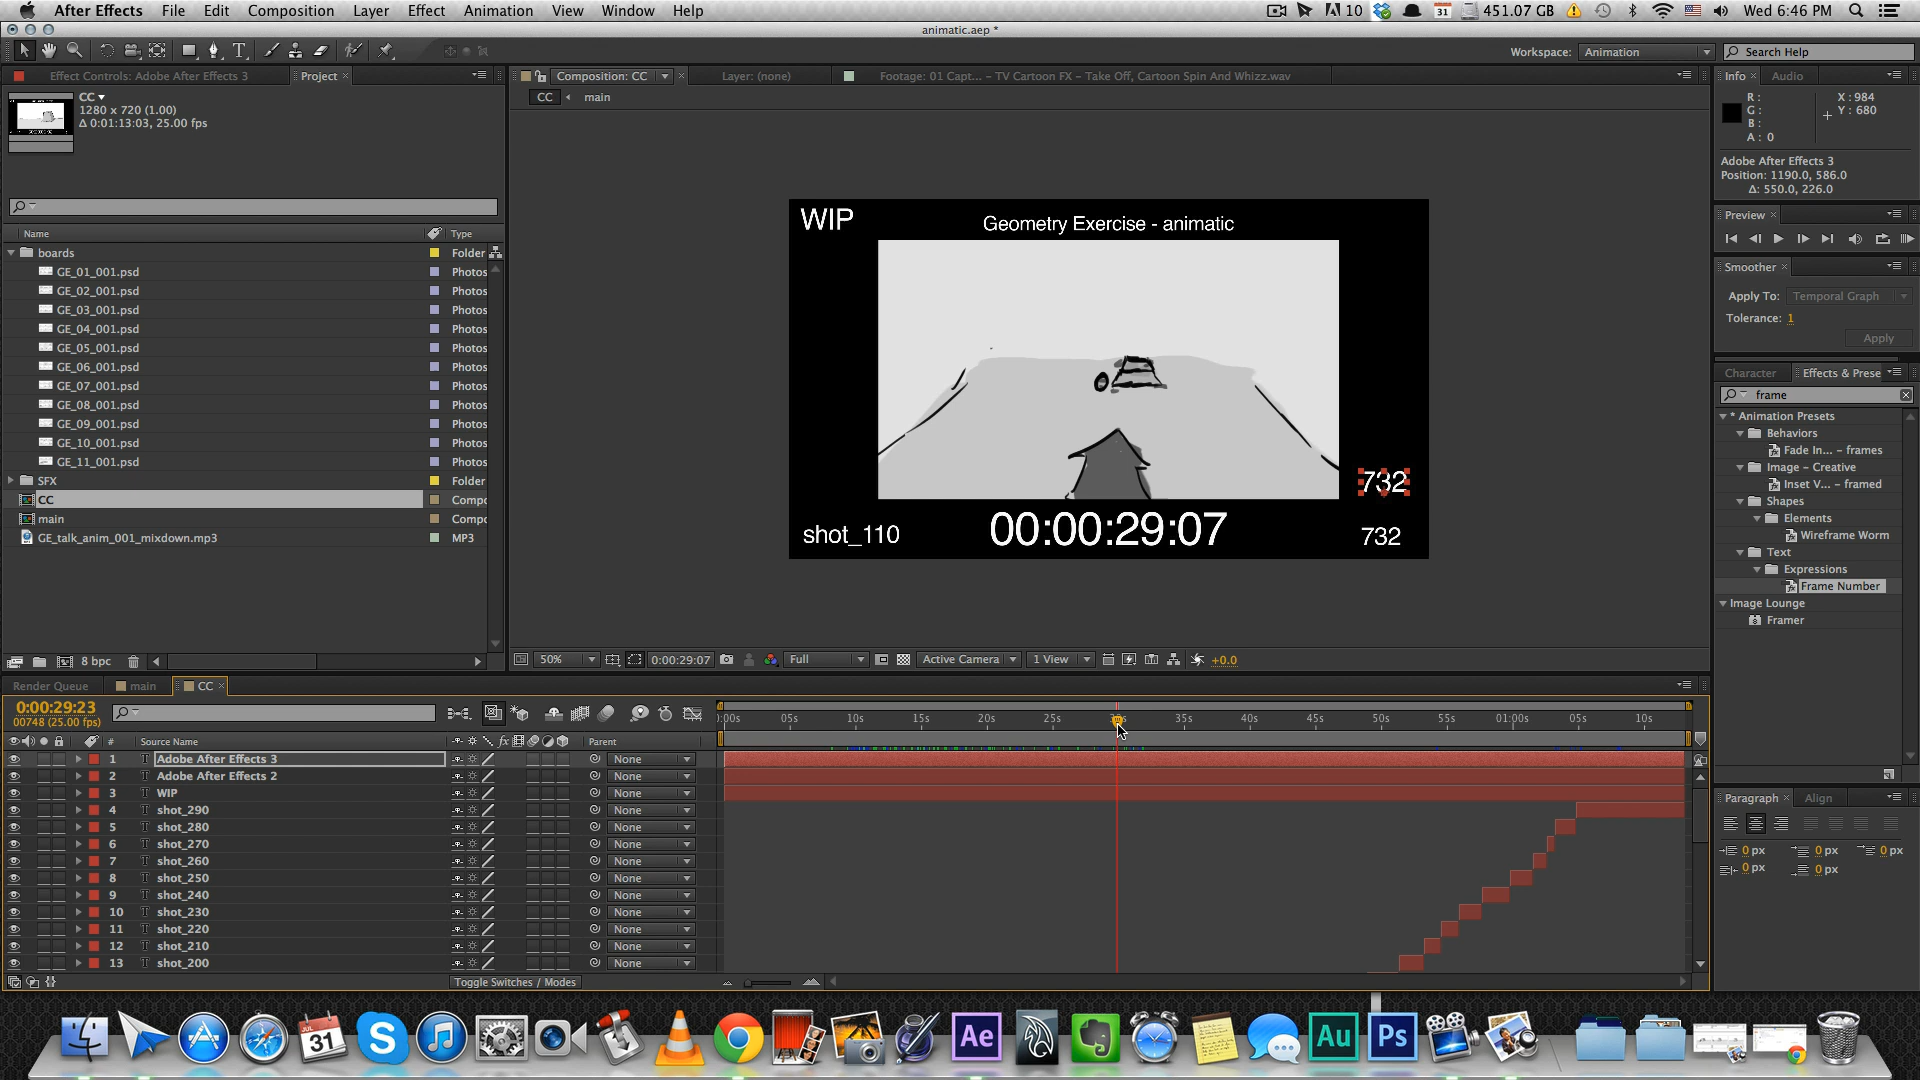 After Effects File Edit Composition Layer Effect Animation View Window Help 10 31 451.07 GB Wed 6:46 PM
animatic.aep *
Workspace: Animation Search Help
Effect Controls: Adobe After Effects 3 Project
CC
1280 x 720 (1.00)
Δ 0:01:13:03, 25.00 fps
Name Type
boards Folder
GE_01_001.psd Photos
GE_02_001.psd Photos
GE_03_001.psd Photos
GE_04_001.psd Photos
GE_05_001.psd Photos
GE_06_001.psd Photos
GE_07_001.psd Photos
GE_08_001.psd Photos
GE_09_001.psd Photos
GE_10_001.psd Photos
GE_11_001.psd Photos
SFX Folder
CC Compo
main Compo
GE_talk_anim_001_mixdown.mp3 MP3
8 bpc
Composition: CC Layer: (none) Footage: 01 Capt... – TV Cartoon FX – Take Off, Cartoon Spin And Whizz.wav
CC main
WIP
Geometry Exercise - animatic
732
shot_110 00:00:29:07 732
50% 0:00:29:07 Full Active Camera 1 View +0.0
Info Audio
R: X: 984
G: Y: 680
B:
A: 0
Adobe After Effects 3
Position: 1190.0, 586.0
Δ: 550.0, 226.0
Preview
Smoother
Apply To: Temporal Graph
Tolerance: 1
Apply
Character Effects & Prese
frame
* Animation Presets
Behaviors
Fade In... – frames
Image – Creative
Inset V... – framed
Shapes
Elements
Wireframe Worm
Text
Expressions
Frame Number
Image Lounge
Framer
Paragraph Align
0 px 0 px 0 px
0 px 0 px
Render Queue main CC
0:00:29:23
00748 (25.00 fps)
):00s 05s 10s 15s 20s 25s 35s 40s 45s 50s 55s 01:00s 05s 10s
# Source Name Parent
1 Adobe After Effects 3 None
2 Adobe After Effects 2 None
3 WIP None
4 shot_290 None
5 shot_280 None
6 shot_270 None
7 shot_260 None
8 shot_250 None
9 shot_240 None
10 shot_230 None
11 shot_220 None
12 shot_210 None
13 shot_200 None
Toggle Switches / Modes
JUL 31 Ae Au Ps